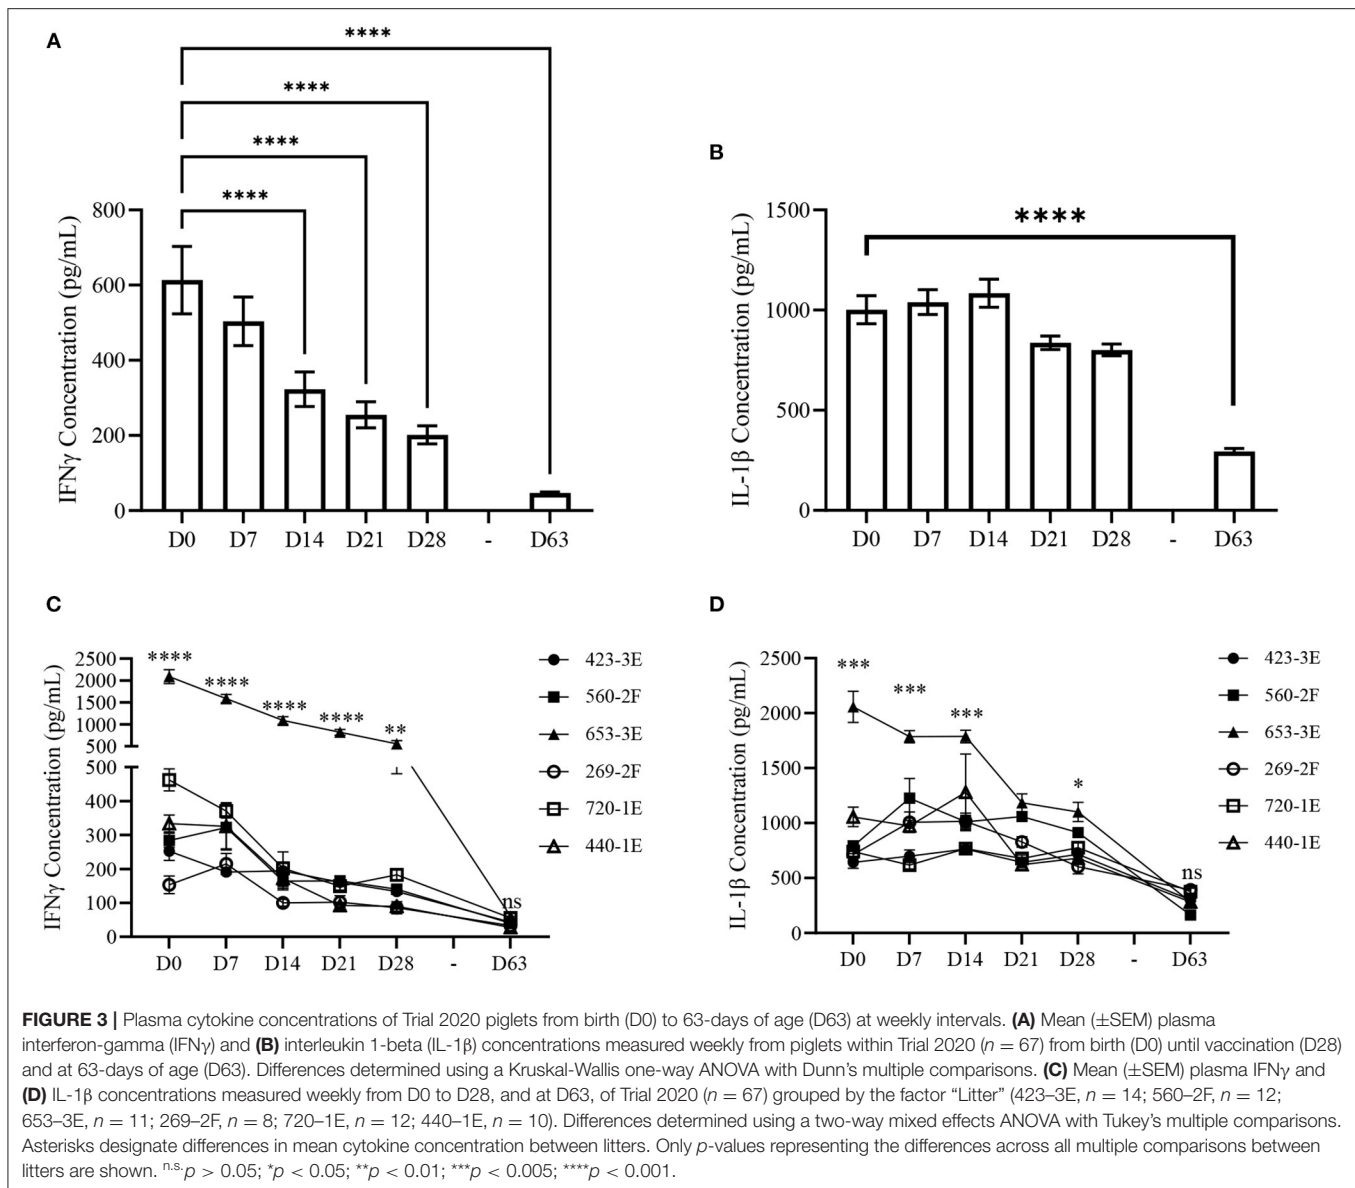 A
****
****
****
****
IFNγ Concentration (pg/mL)
800
600
400
200
0
D0 D7 D14 D21 D28 - D63
B
****
IL-1β Concentration (pg/mL)
1500
1000
500
0
D0 D7 D14 D21 D28 - D63
C
IFNγ Concentration (pg/mL)
2500
2000
1500
1000
500
500
400
300
200
100
0
**** **** **** **** ** ns
D0 D7 D14 D21 D28 - D63
423-3E
560-2F
653-3E
269-2F
720-1E
440-1E
D
IL-1β Concentration (pg/mL)
2500
2000
1500
1000
500
0
*** *** *** * ns
D0 D7 D14 D21 D28 - D63
423-3E
560-2F
653-3E
269-2F
720-1E
440-1E
FIGURE 3 | Plasma cytokine concentrations of Trial 2020 piglets from birth (D0) to 63-days of age (D63) at weekly intervals. (A) Mean (±SEM) plasma
interferon-gamma (IFNγ) and (B) interleukin 1-beta (IL-1β) concentrations measured weekly from piglets within Trial 2020 (n = 67) from birth (D0) until vaccination (D28)
and at 63-days of age (D63). Differences determined using a Kruskal-Wallis one-way ANOVA with Dunn's multiple comparisons. (C) Mean (±SEM) plasma IFNγ and
(D) IL-1β concentrations measured weekly from D0 to D28, and at D63, of Trial 2020 (n = 67) grouped by the factor "Litter" (423–3E, n = 14; 560–2F, n = 12;
653–3E, n = 11; 269–2F, n = 8; 720–1E, n = 12; 440–1E, n = 10). Differences determined using a two-way mixed effects ANOVA with Tukey's multiple comparisons.
Asterisks designate differences in mean cytokine concentration between litters. Only p-values representing the differences across all multiple comparisons between
litters are shown. n.s.p > 0.05; *p < 0.05; **p < 0.01; ***p < 0.005; ****p < 0.001.